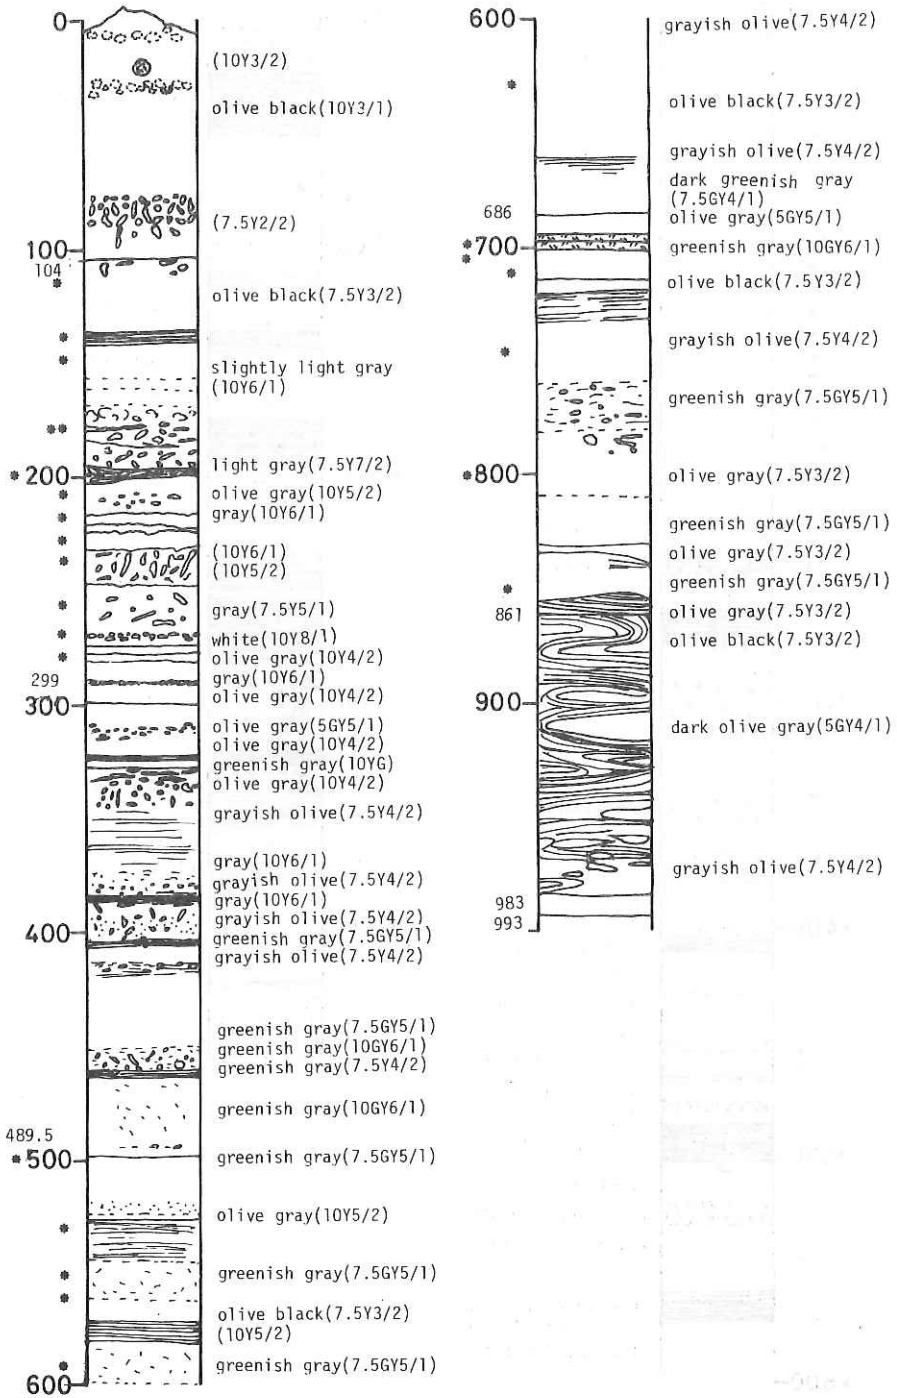 0
(10Y3/2)
olive black(10Y3/1)
(7.5Y2/2)
100
104
olive black(7.5Y3/2)
slightly light gray
(10Y6/1)
light gray(7.5Y7/2)
200
olive gray(10Y5/2)
gray(10Y6/1)
(10Y6/1)
(10Y5/2)
gray(7.5Y5/1)
white(10Y8/1)
olive gray(10Y4/2)
299
gray(10Y6/1)
olive gray(10Y4/2)
300
olive gray(5GY5/1)
olive gray(10Y4/2)
greenish gray(10YG)
olive gray(10Y4/2)
grayish olive(7.5Y4/2)
gray(10Y6/1)
grayish olive(7.5Y4/2)
gray(10Y6/1)
grayish olive(7.5Y4/2)
400
greenish gray(7.5GY5/1)
grayish olive(7.5Y4/2)
greenish gray(7.5GY5/1)
greenish gray(10GY6/1)
greenish gray(7.5Y4/2)
greenish gray(10GY6/1)
489.5
500
greenish gray(7.5GY5/1)
olive gray(10Y5/2)
greenish gray(7.5GY5/1)
olive black(7.5Y3/2)
(10Y5/2)
greenish gray(7.5GY5/1)
600
600
grayish olive(7.5Y4/2)
olive black(7.5Y3/2)
grayish olive(7.5Y4/2)
dark greenish gray
(7.5GY4/1)
686
olive gray(5GY5/1)
700
greenish gray(10GY6/1)
olive black(7.5Y3/2)
grayish olive(7.5Y4/2)
greenish gray(7.5GY5/1)
800
olive gray(7.5Y3/2)
greenish gray(7.5GY5/1)
olive gray(7.5Y3/2)
greenish gray(7.5GY5/1)
861
olive gray(7.5Y3/2)
olive black(7.5Y3/2)
900
dark olive gray(5GY4/1)
grayish olive(7.5Y4/2)
983
993